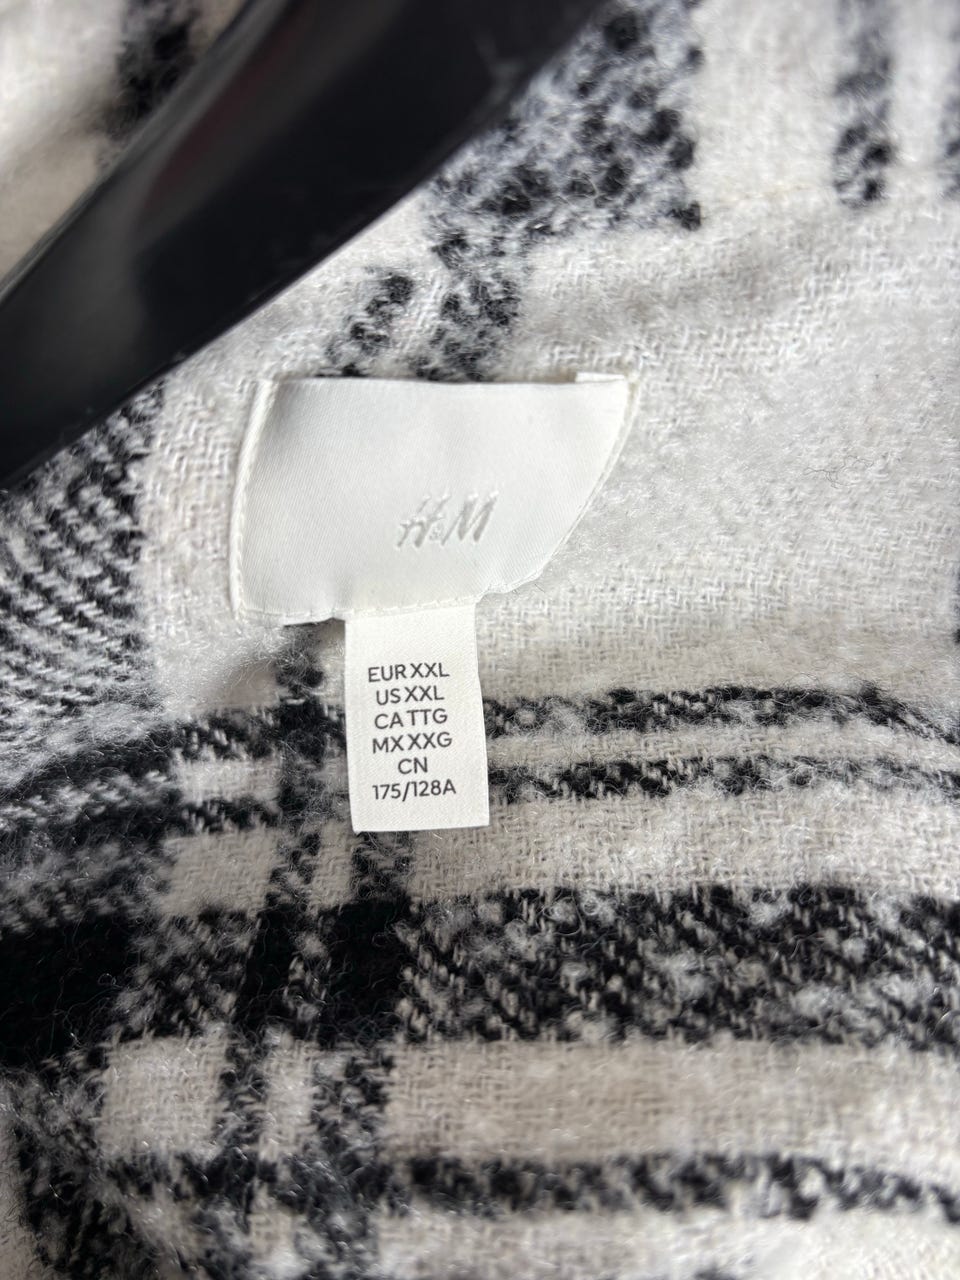 H&M
EUR XXL
US XXL
CA TTG
MX XXG
CN
175/128A